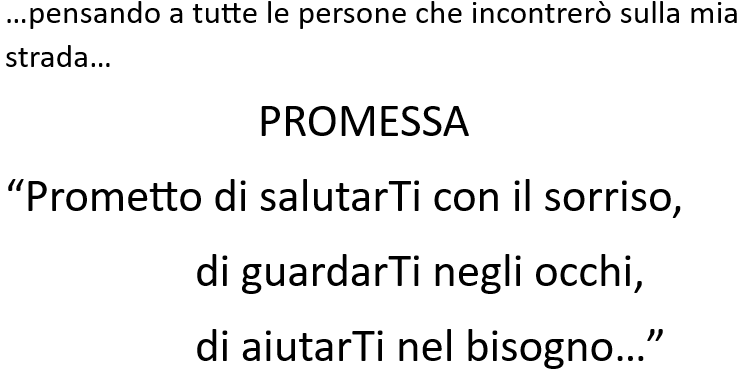 …pensando a tutte le persone che incontrerò sulla mia
strada…
PROMESSA
“Prometto di salutarTi con il sorriso,
di guardarTi negli occhi,
di aiutarTi nel bisogno…”